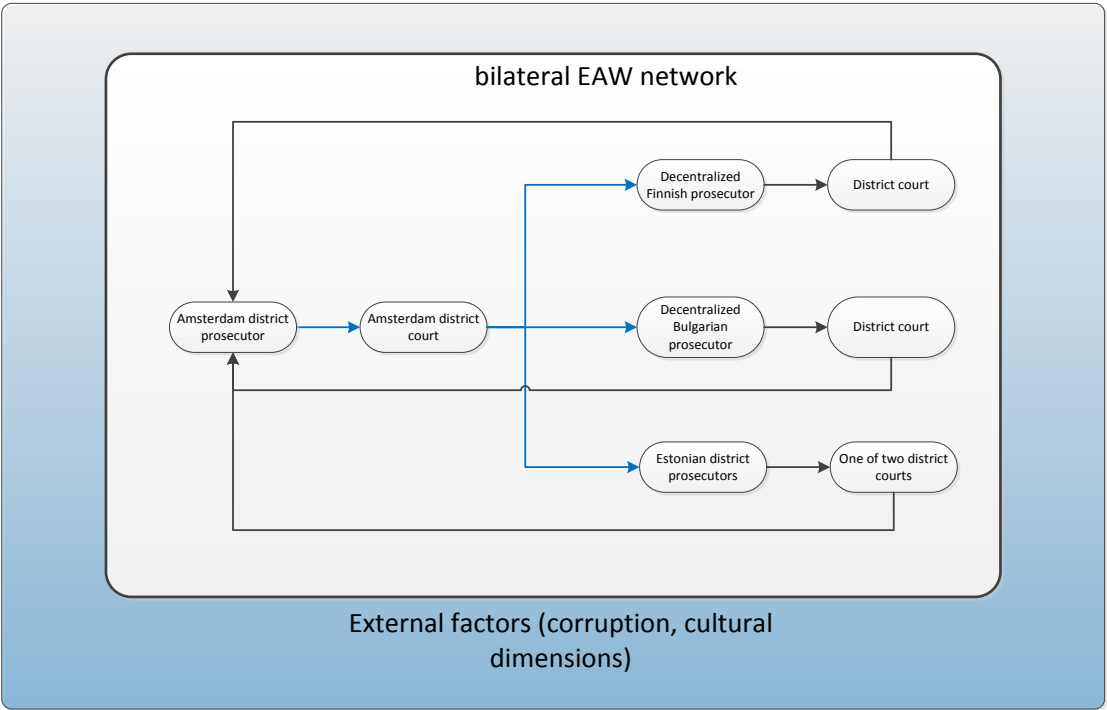 bilateral EAW network
Decentralized
Finnish prosecutor
District court
Amsterdam district
prosecutor
Amsterdam district
court
Decentralized
Bulgarian
prosecutor
District court
Estonian district
prosecutors
One of two district
courts
External factors (corruption, cultural
dimensions)